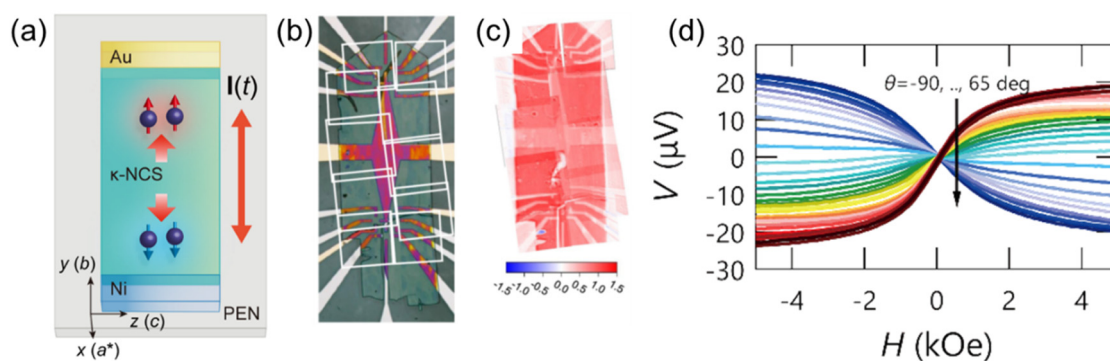 (a)
Au
I(t)
κ-NCS
Ni
PEN
y (b)
z (c)
x (a*)
(b)
(c)
-1.5 -1.0 -0.5 0.0 0.5 1.0 1.5
(d)
30
20
10
0
-10
-20
-30
V (μV)
θ=-90, .., 65 deg
-4 -2 0 2 4
H (kOe)